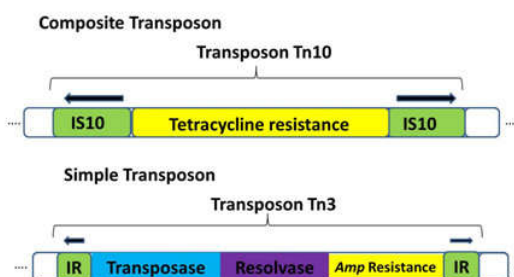 Composite Transposon
Transposon Tn10
IS10 Tetracycline resistance IS10
Simple Transposon
Transposon Tn3
IR Transposase Resolvase Amp Resistance IR